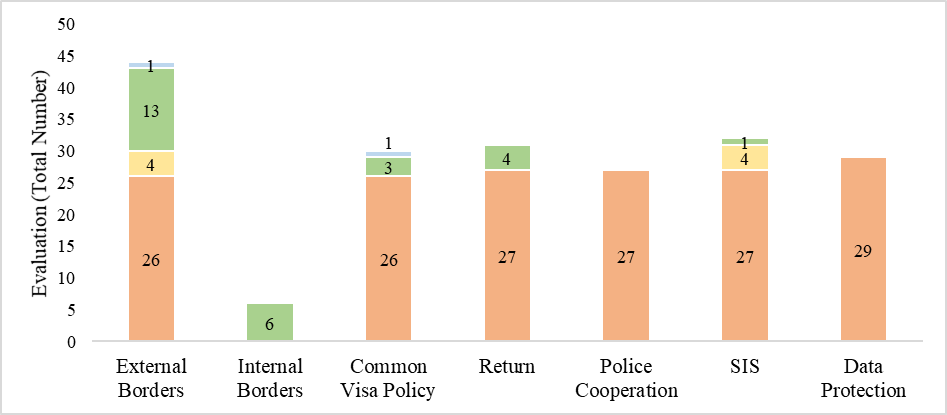 Evaluation (Total Number)
50
45
40
35
30
25
20
15
10
5
0
1
13
4
26
6
1
3
26
4
27
27
1
4
27
29
External
Borders
Internal
Borders
Common
Visa Policy
Return
Police
Cooperation
SIS
Data
Protection